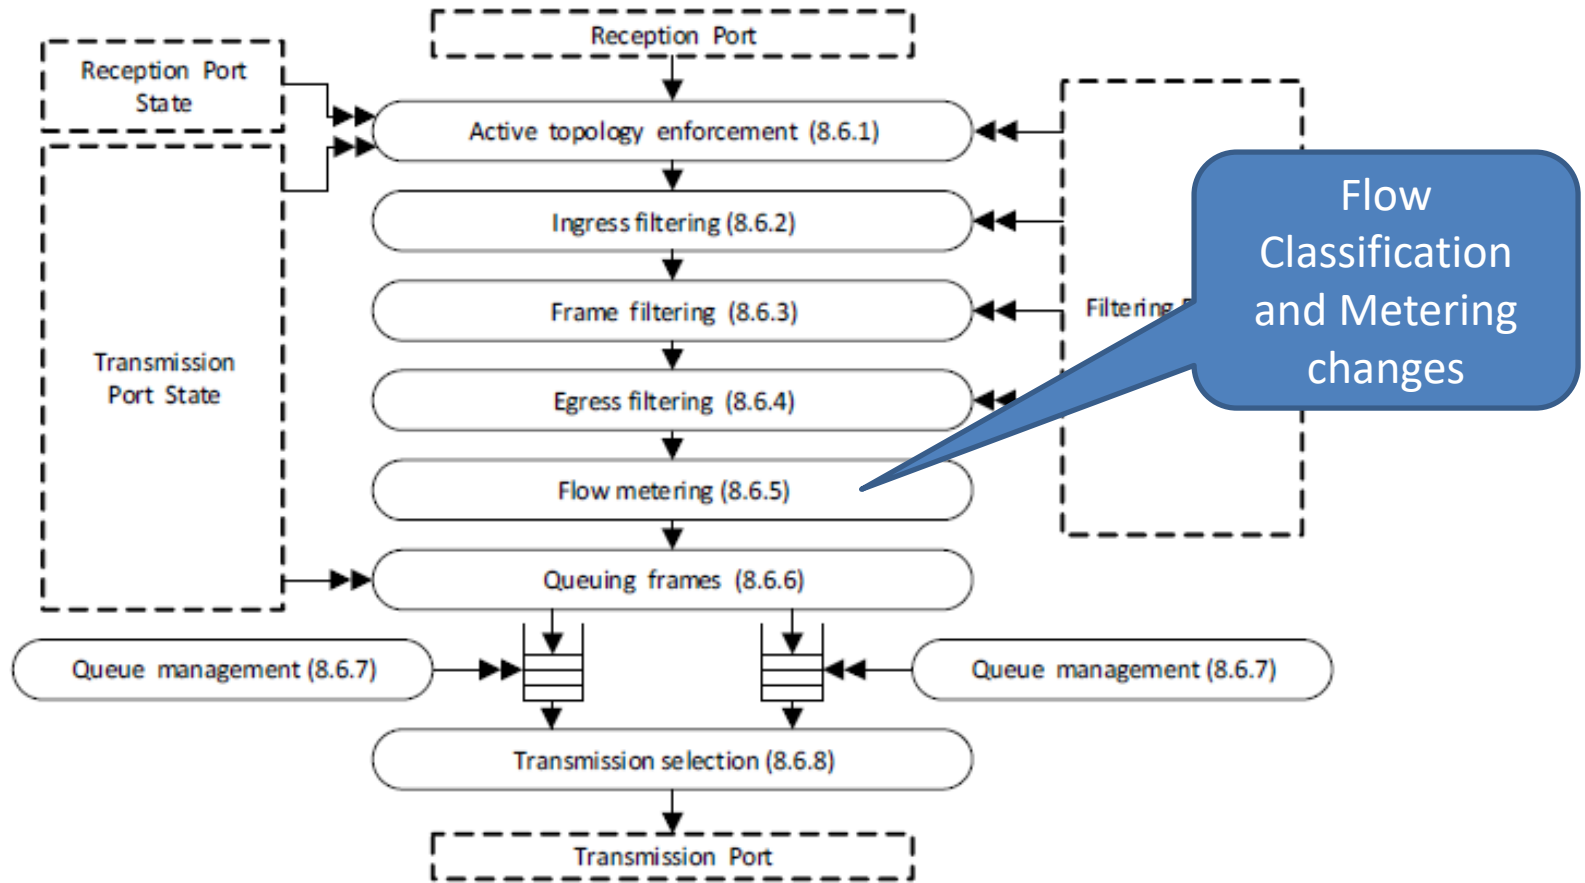 Reception Port
Reception Port
State
Active topology enforcement (8.6.1)
Ingress filtering (8.6.2)
Flow
Classification
and Metering
changes
Frame filtering (8.6.3)
Filtering
Transmission
Port State
Egress filtering (8.6.4)
Flow metering (8.6.5)
Queuing frames (8.6.6)
Queue management (8.6.7)
Queue management (8.6.7)
Transmission selection (8.6.8)
Transmission Port